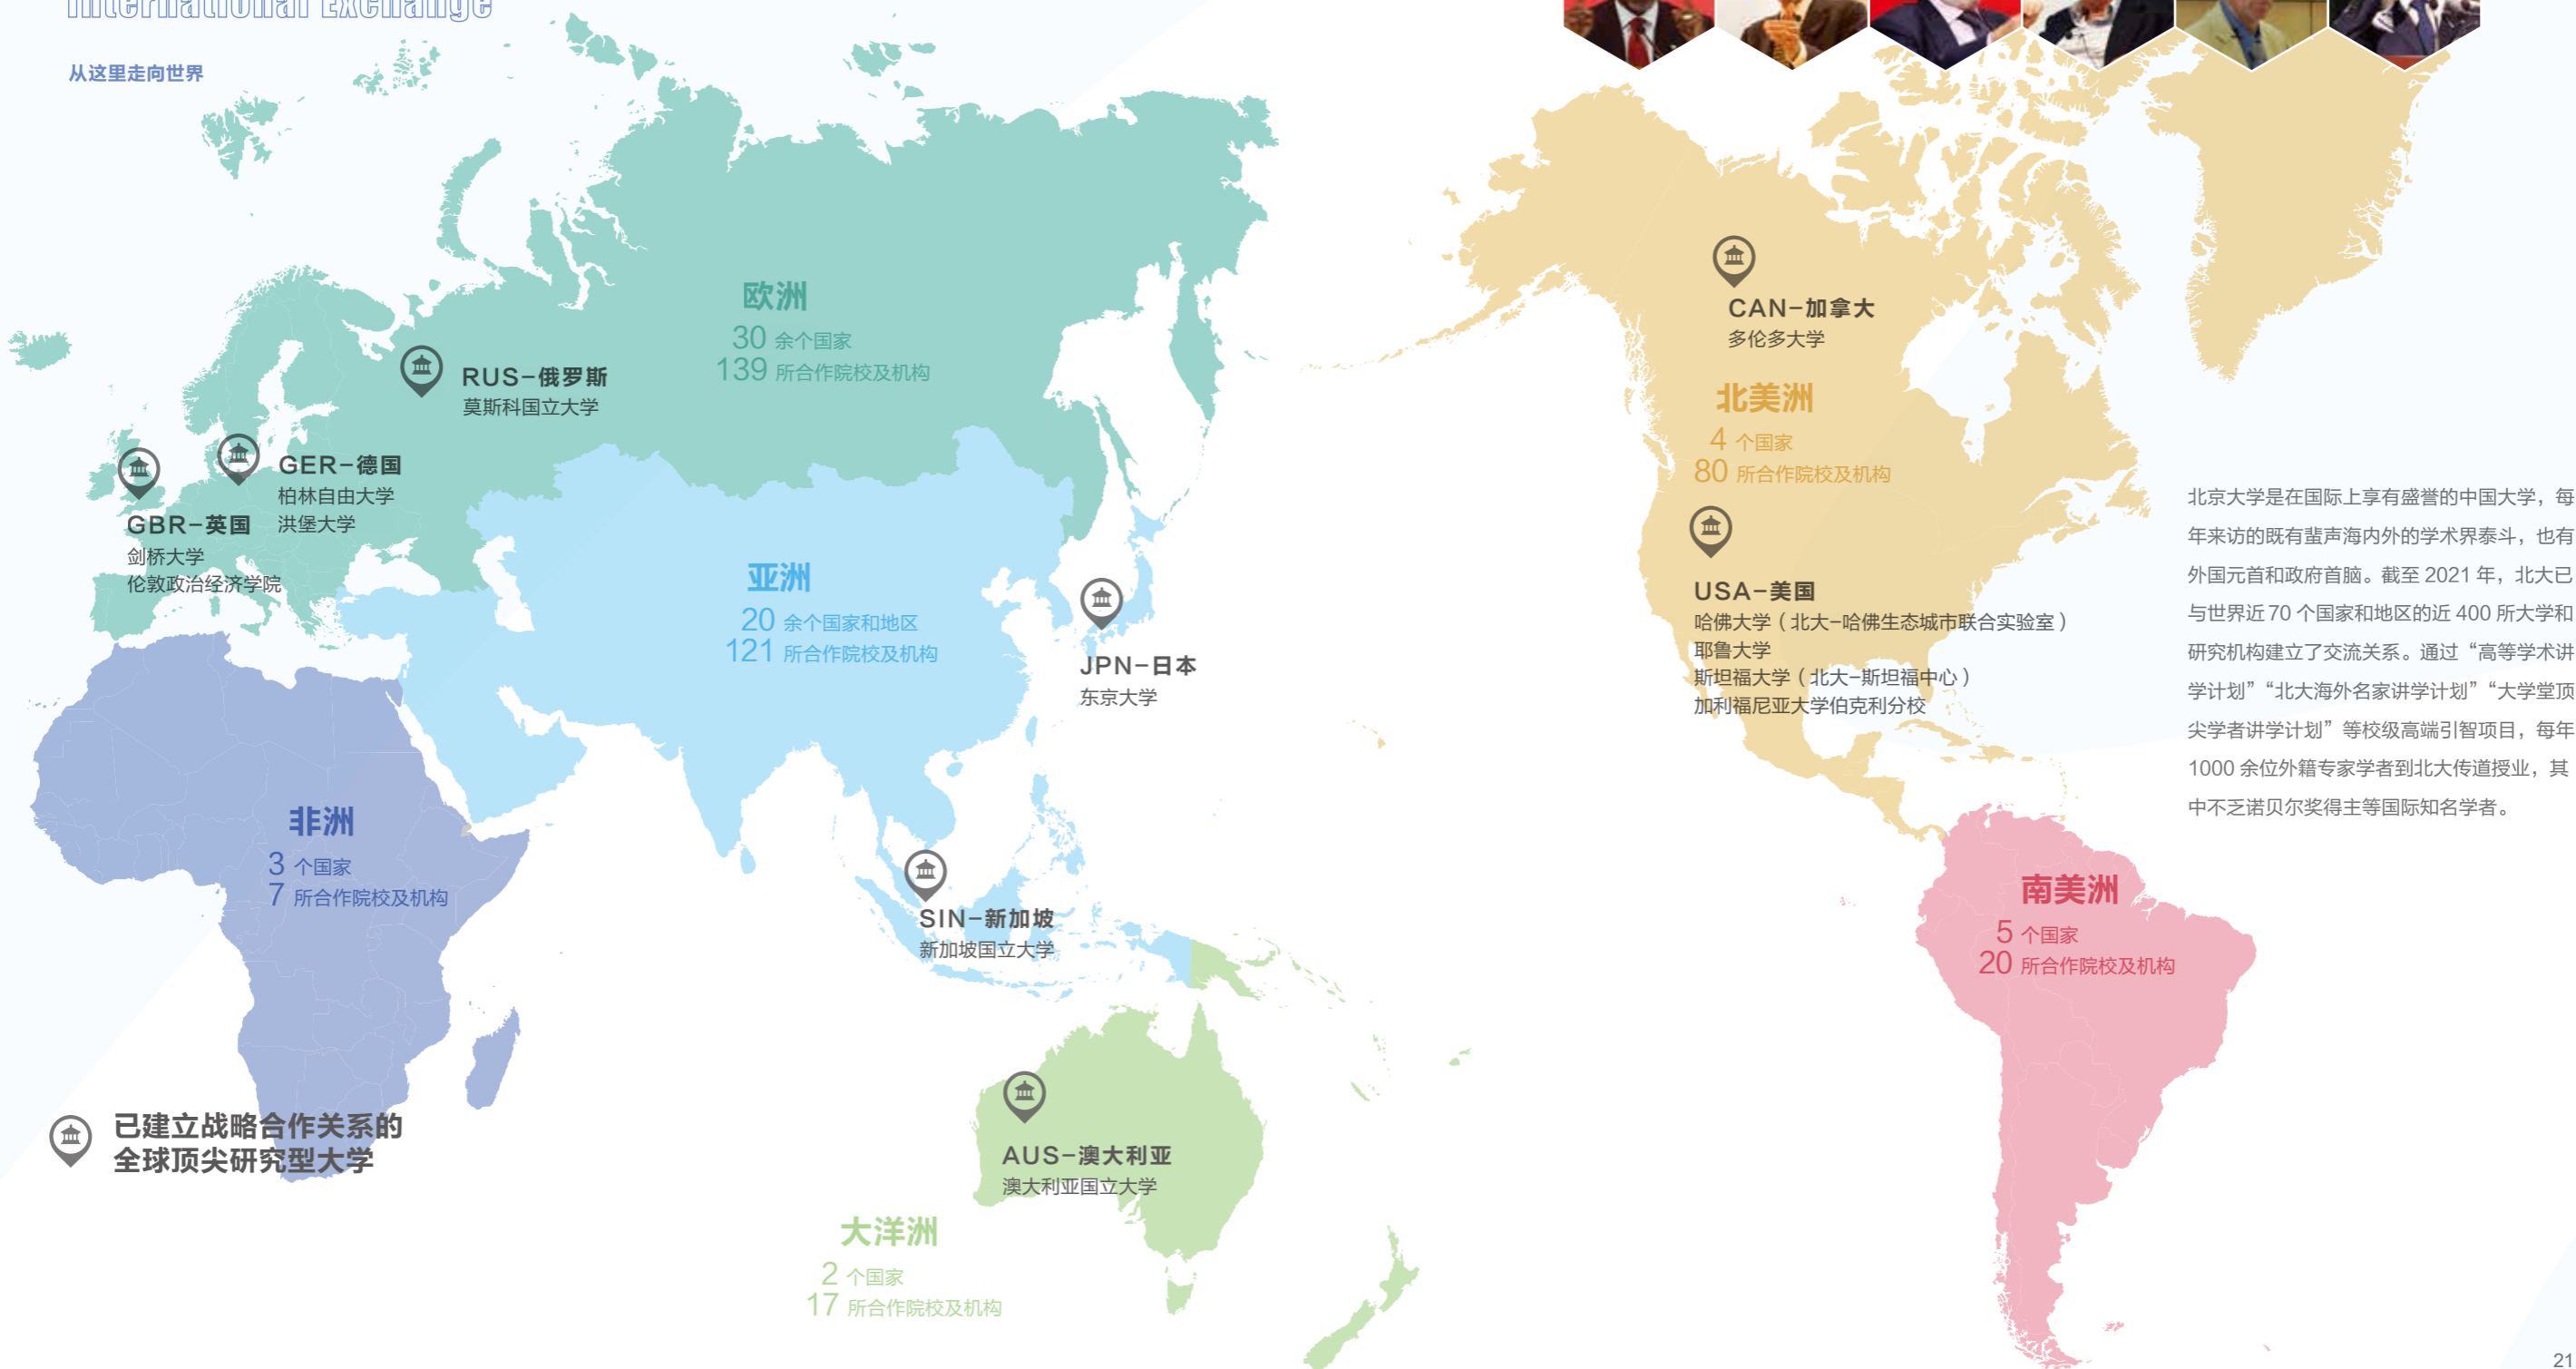 International Exchange
从这里走向世界
欧洲
30 余个国家
139 所合作院校及机构
RUS-俄罗斯
莫斯科国立大学
GER-德国
柏林自由大学
洪堡大学
GBR-英国
剑桥大学
伦敦政治经济学院
亚洲
20 余个国家和地区
121 所合作院校及机构
JPN-日本
东京大学
SIN-新加坡
新加坡国立大学
非洲
3 个国家
7 所合作院校及机构
已建立战略合作关系的
全球顶尖研究型大学
AUS-澳大利亚
澳大利亚国立大学
大洋洲
2 个国家
17 所合作院校及机构
CAN-加拿大
多伦多大学
北美洲
4 个国家
80 所合作院校及机构
USA-美国
哈佛大学（北大-哈佛生态城市联合实验室）
耶鲁大学
斯坦福大学（北大-斯坦福中心）
加利福尼亚大学伯克利分校
南美洲
5 个国家
20 所合作院校及机构
北京大学是在国际上享有盛誉的中国大学，每
年来访的既有蜚声海内外的学术界泰斗，也有
外国元首和政府首脑。截至 2021 年，北大已
与世界近 70 个国家和地区的近 400 所大学和
研究机构建立了交流关系。通过“高等学术讲
学计划”“北大海外名家讲学计划”“大学堂顶
尖学者讲学计划”等校级高端引智项目，每年
1000 余位外籍专家学者到北大传道授业，其
中不乏诺贝尔奖得主等国际知名学者。
21